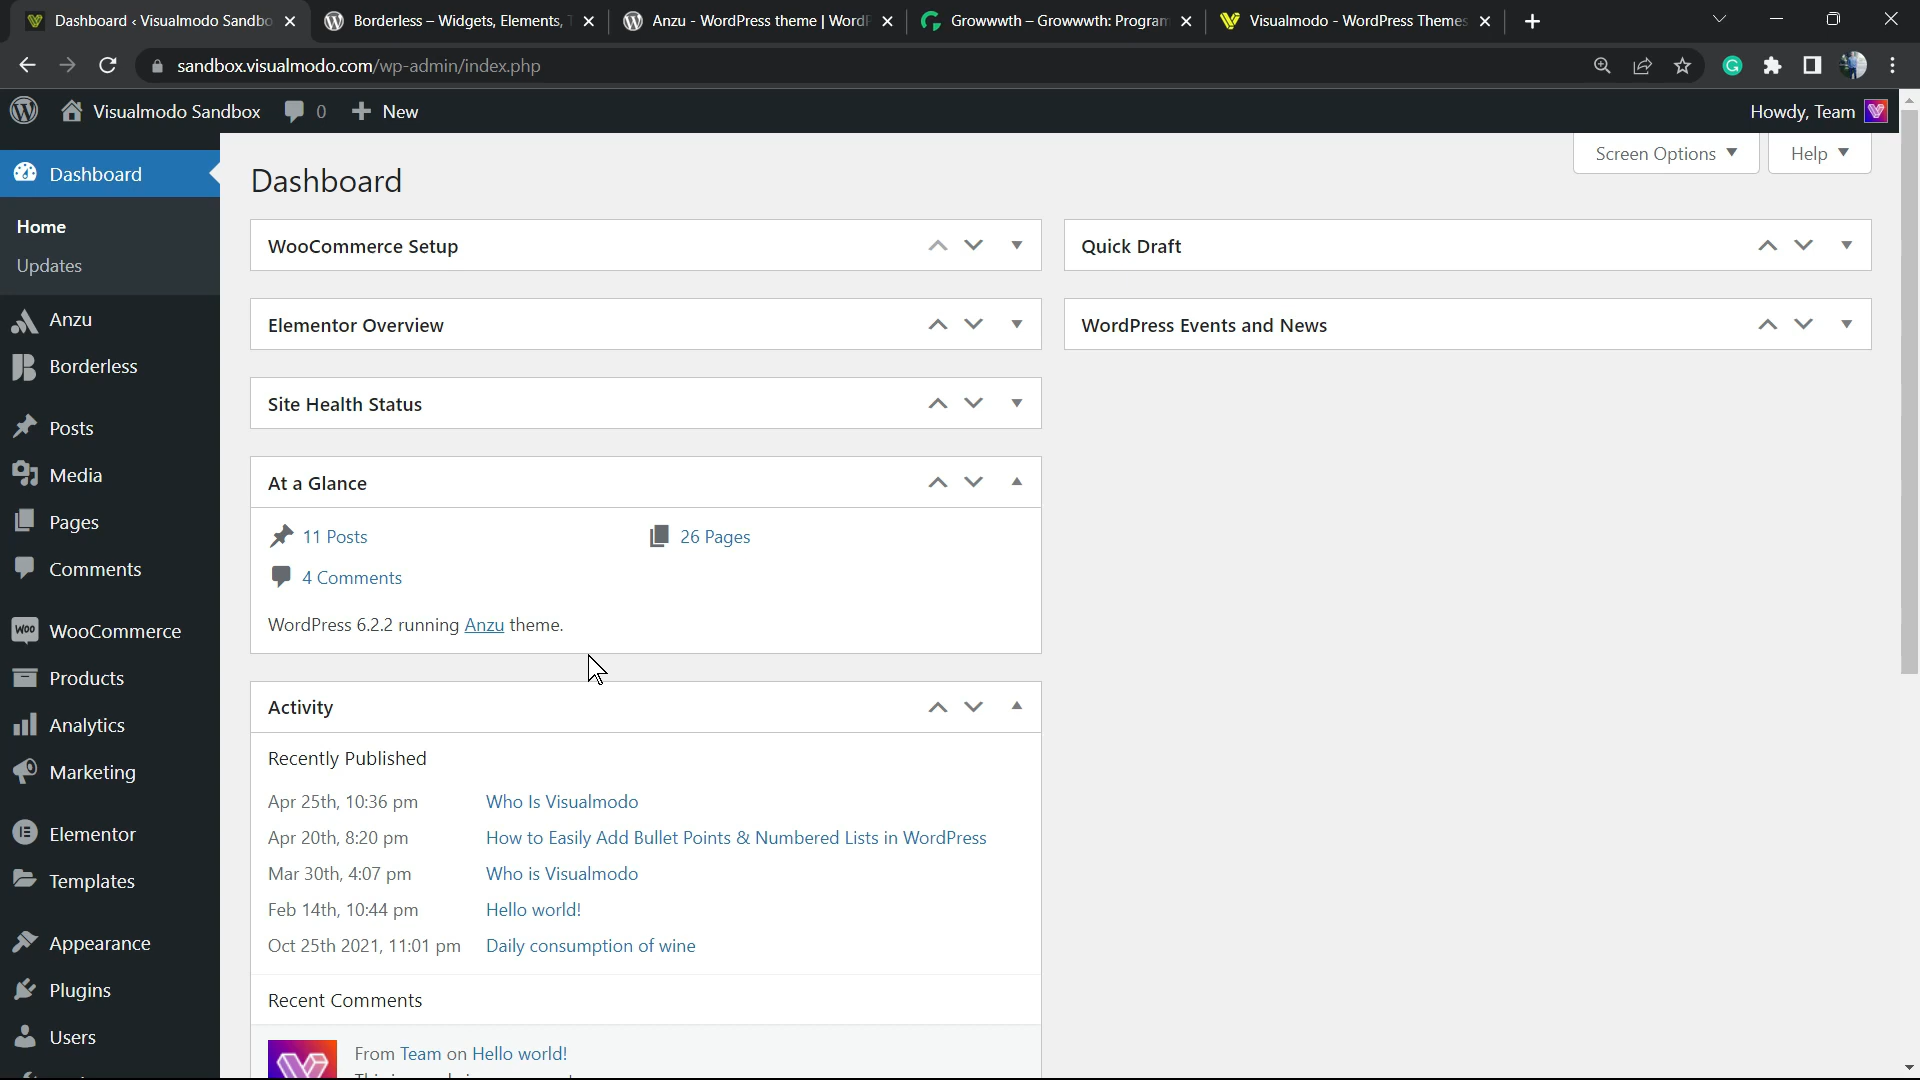 Dashboard ‹ Visualmodo Sandbo
Borderless – Widgets, Elements,
Anzu - WordPress theme | Word
Growwwth – Growwwth: Program
Visualmodo - WordPress Themes
sandbox.visualmodo.com/wp-admin/index.php
Visualmodo Sandbox
0
New
Howdy, Team
Screen Options
Help
Dashboard
Home
Updates
Anzu
Borderless
Posts
Media
Pages
Comments
WooCommerce
Products
Analytics
Marketing
Elementor
Templates
Appearance
Plugins
Users
Dashboard
WooCommerce Setup
Elementor Overview
Site Health Status
At a Glance
11 Posts
26 Pages
4 Comments
WordPress 6.2.2 running Anzu theme.
Activity
Recently Published
Apr 25th, 10:36 pm Who Is Visualmodo
Apr 20th, 8:20 pm How to Easily Add Bullet Points & Numbered Lists in WordPress
Mar 30th, 4:07 pm Who is Visualmodo
Feb 14th, 10:44 pm Hello world!
Oct 25th 2021, 11:01 pm Daily consumption of wine
Recent Comments
From Team on Hello world!
Quick Draft
WordPress Events and News